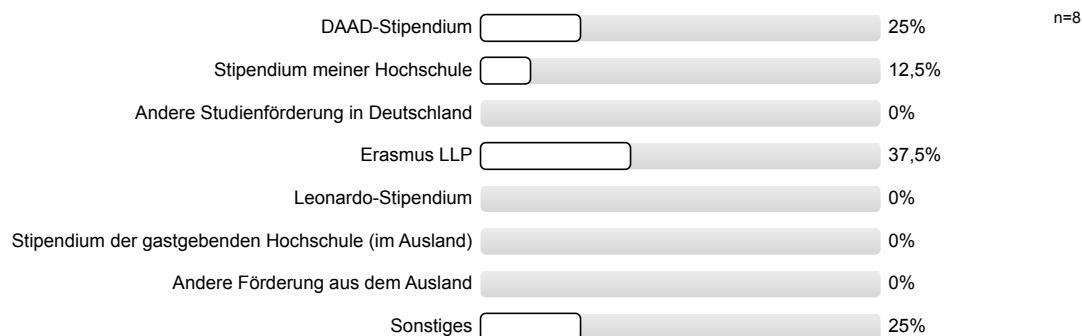 DAAD-Stipendium 25% n=8
Stipendium meiner Hochschule 12,5%
Andere Studienförderung in Deutschland 0%
Erasmus LLP 37,5%
Leonardo-Stipendium 0%
Stipendium der gastgebenden Hochschule (im Ausland) 0%
Andere Förderung aus dem Ausland 0%
Sonstiges 25%